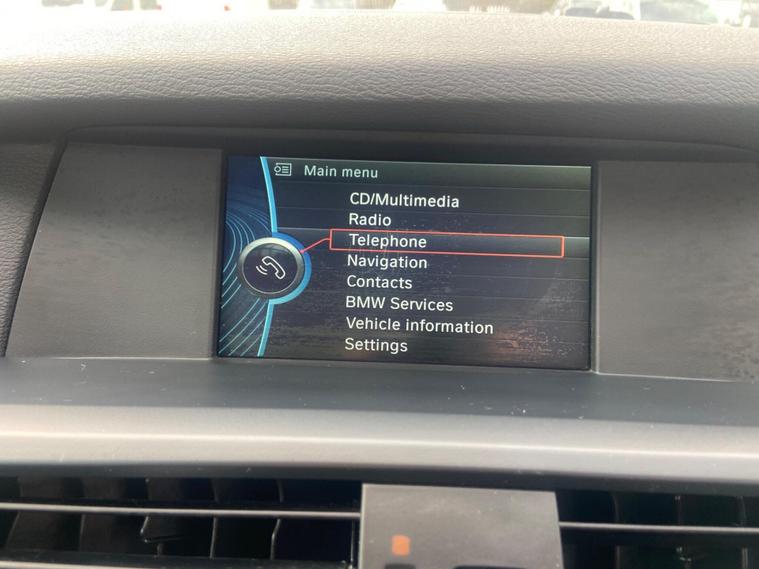 Main menu
CD/Multimedia
Radio
Telephone
Navigation
Contacts
BMW Services
Vehicle information
Settings